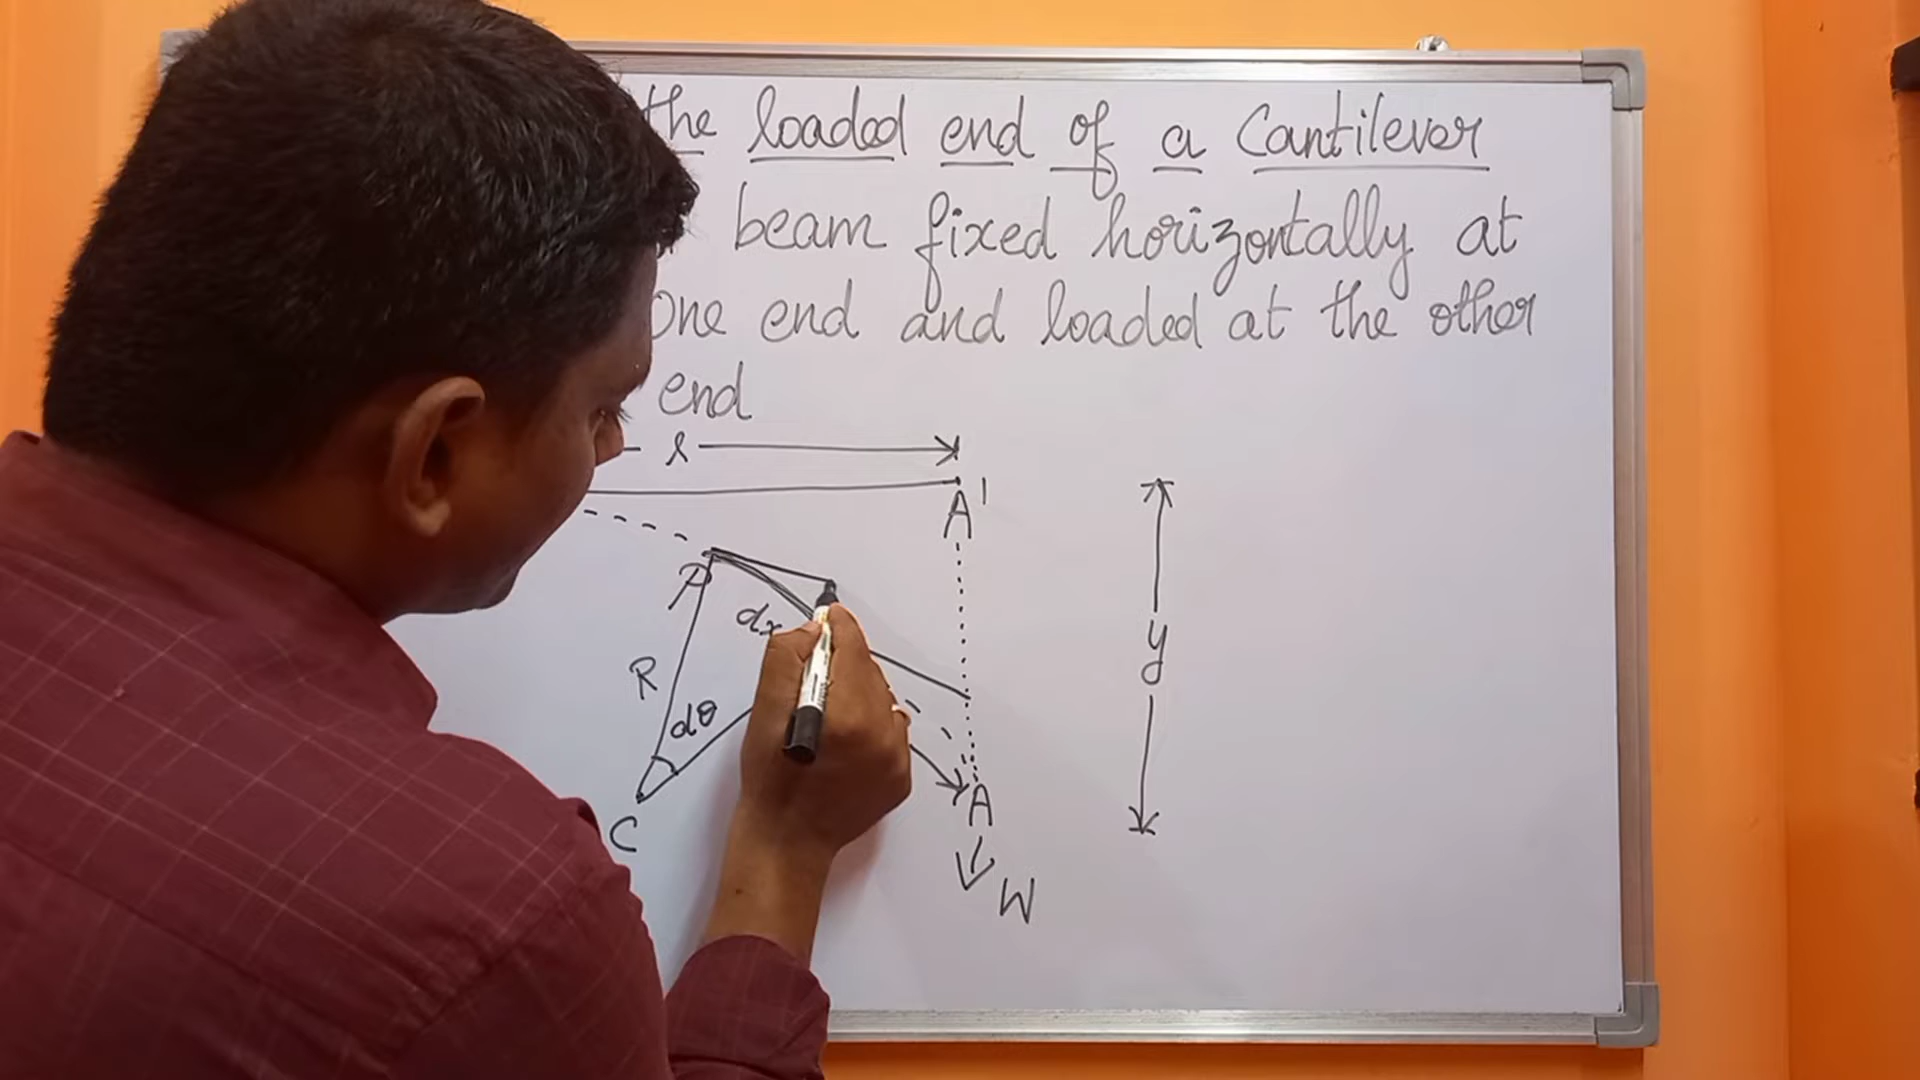 the loaded end of a Cantilever
beam fixed horizontally at
one end and loaded at the other
end
l
A'
P
dx
R
y
dθ
A
C
W